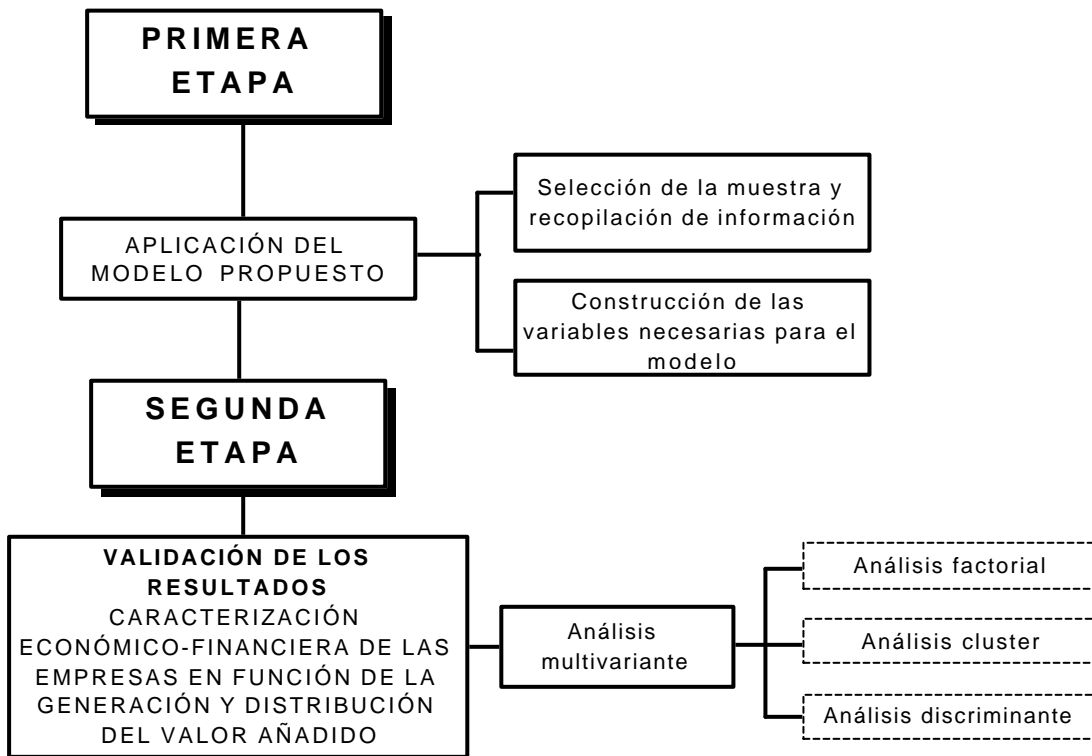 PRIMERA
ETAPA
Selección de la muestra y
recopilación de información
APLICACIÓN DEL
MODELO PROPUESTO
Construcción de las
variables necesarias para el
modelo
SEGUNDA
ETAPA
VALIDACIÓN DE LOS
RESULTADOS
CARACTERIZACIÓN
ECONÓMICO-FINANCIERA DE LAS
EMPRESAS EN FUNCIÓN DE LA
GENERACIÓN Y DISTRIBUCIÓN
DEL VALOR AÑADIDO
Análisis
multivariante
Análisis factorial
Análisis cluster
Análisis discriminante